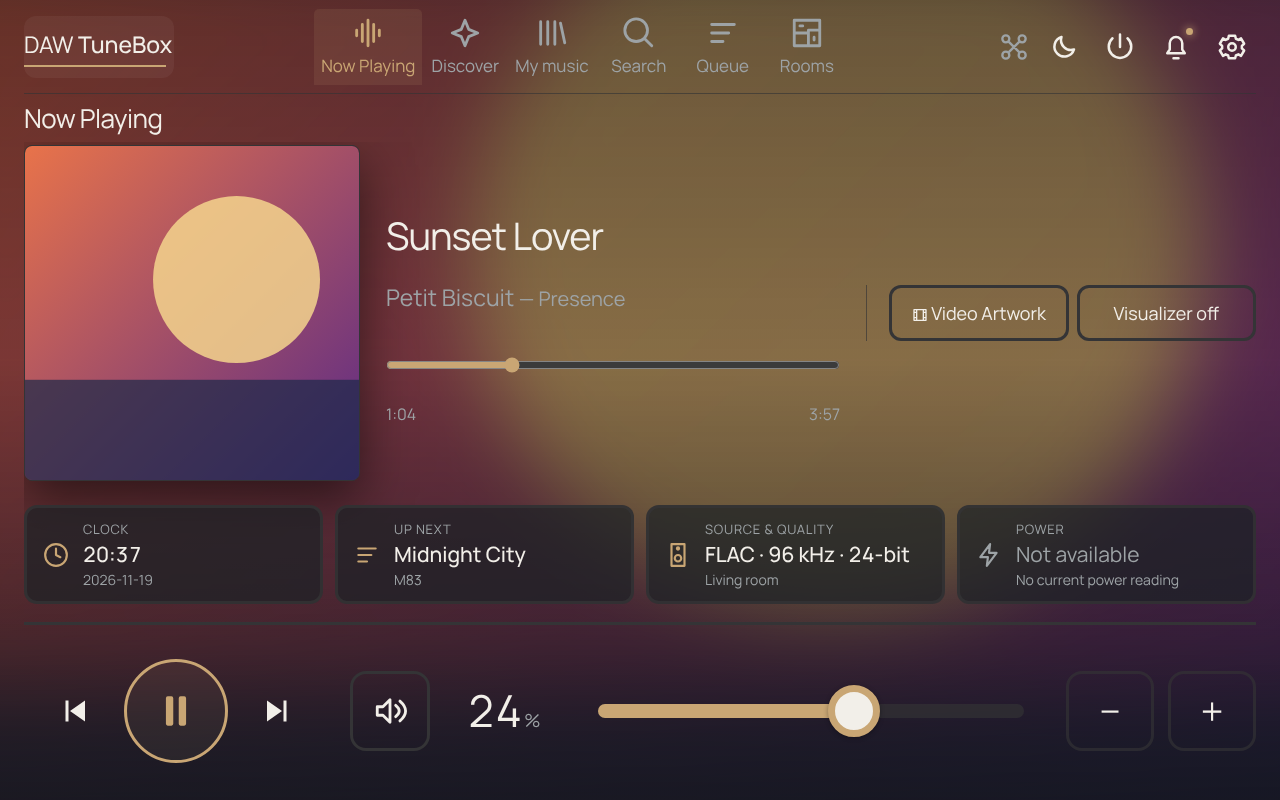 DAW TuneBox
Now Playing
Discover
My music
Search
Queue
Rooms
Now Playing
Sunset Lover
Petit Biscuit — Presence
1:04
3:57
Video Artwork
Visualizer off
CLOCK
20:37
2026-11-19
UP NEXT
Midnight City
M83
SOURCE & QUALITY
FLAC · 96 kHz · 24-bit
Living room
POWER
Not available
No current power reading
24%